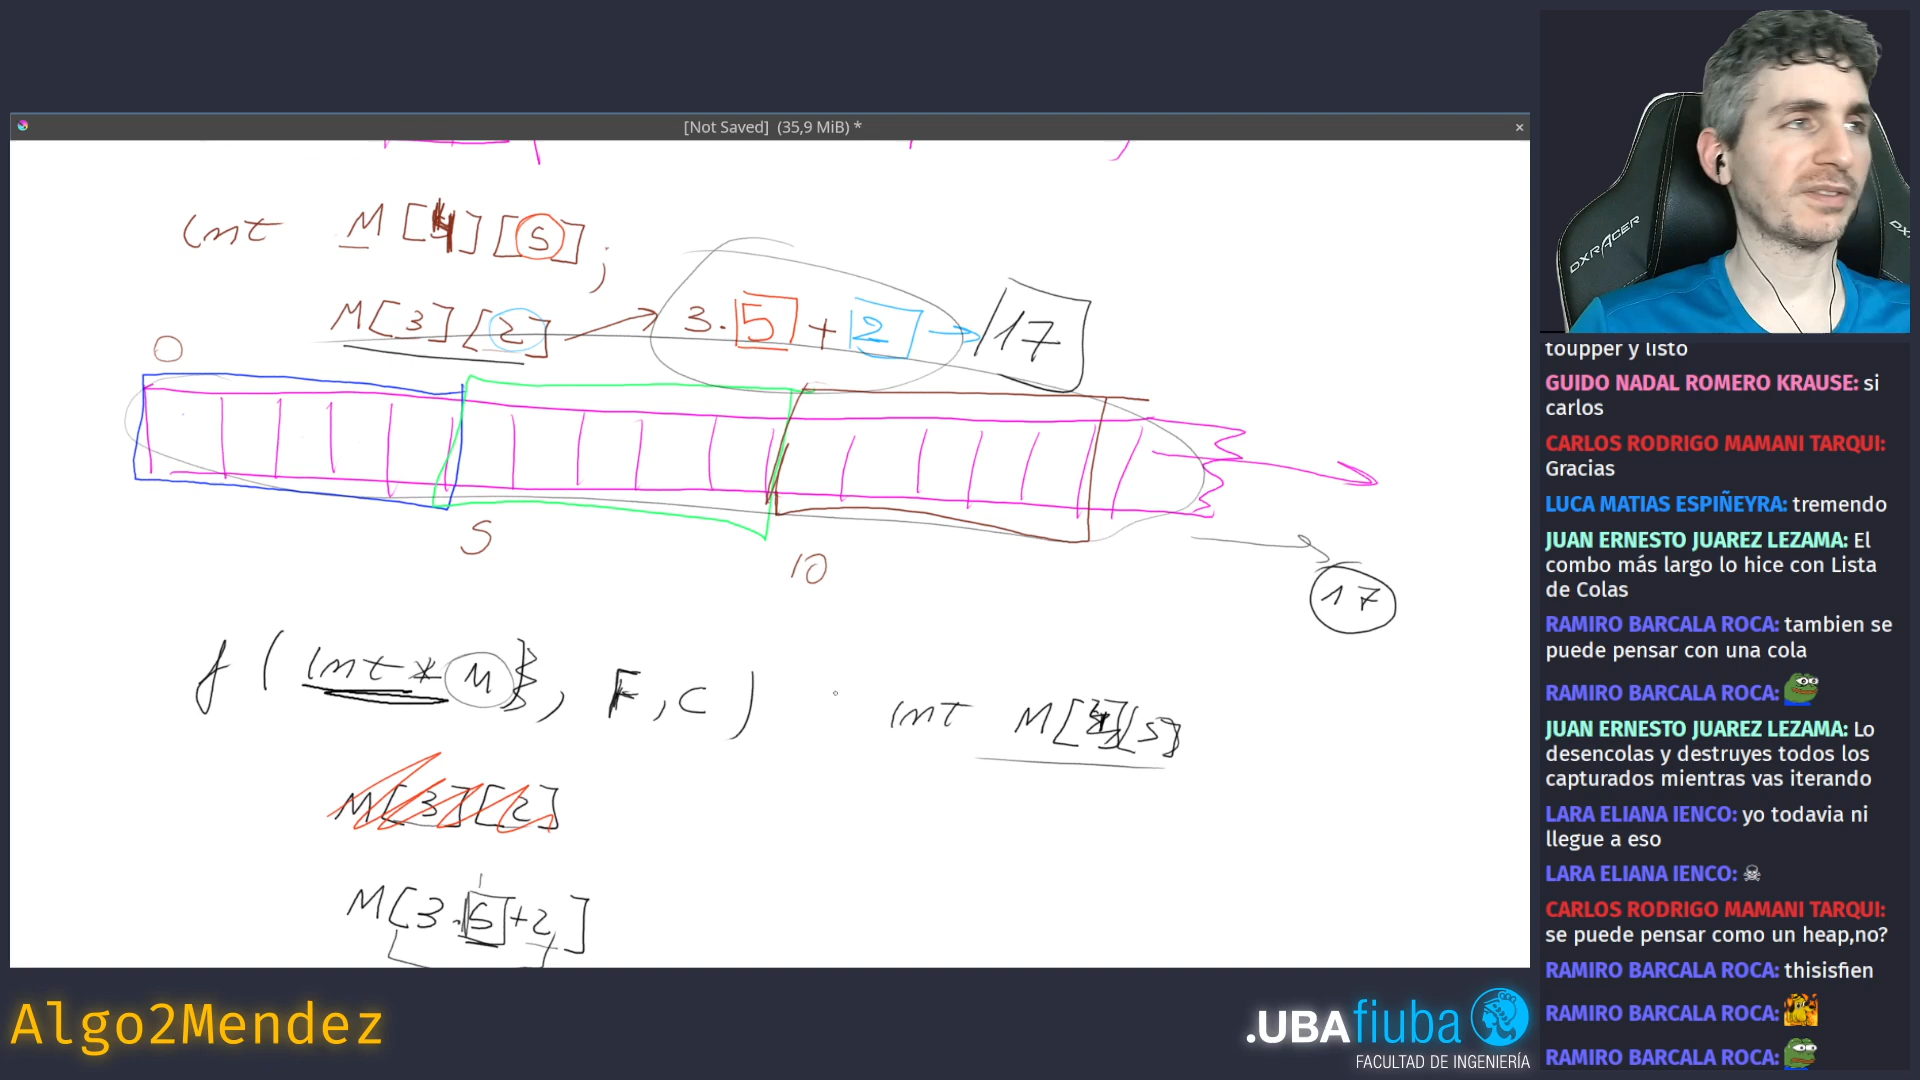 [Not Saved]  (35,9 MiB) *
×
int M[4][5];
M[3][2] → 3.5 + 2 → 17
0
5
10
17
f ( int * M , F, C )
int M[4][5]
M[3][2]
M[3.5+2]
DXRACER
toupper y listo
GUIDO NADAL ROMERO KRAUSE: si
carlos
CARLOS RODRIGO MAMANI TARQUI:
Gracias
LUCA MATIAS ESPIÑEYRA: tremendo
JUAN ERNESTO JUAREZ LEZAMA: El
combo más largo lo hice con Lista
de Colas
RAMIRO BARCALA ROCA: tambien se
puede pensar con una cola
RAMIRO BARCALA ROCA:
JUAN ERNESTO JUAREZ LEZAMA: Lo
desencolas y destruyes todos los
capturados mientras vas iterando
LARA ELIANA IENCO: yo todavia ni
llegue a eso
LARA ELIANA IENCO: ☠
CARLOS RODRIGO MAMANI TARQUI:
se puede pensar como un heap,no?
RAMIRO BARCALA ROCA: thisisfien
RAMIRO BARCALA ROCA:
RAMIRO BARCALA ROCA:
Algo2Mendez
.UBAfiuba
FACULTAD DE INGENIERÍA